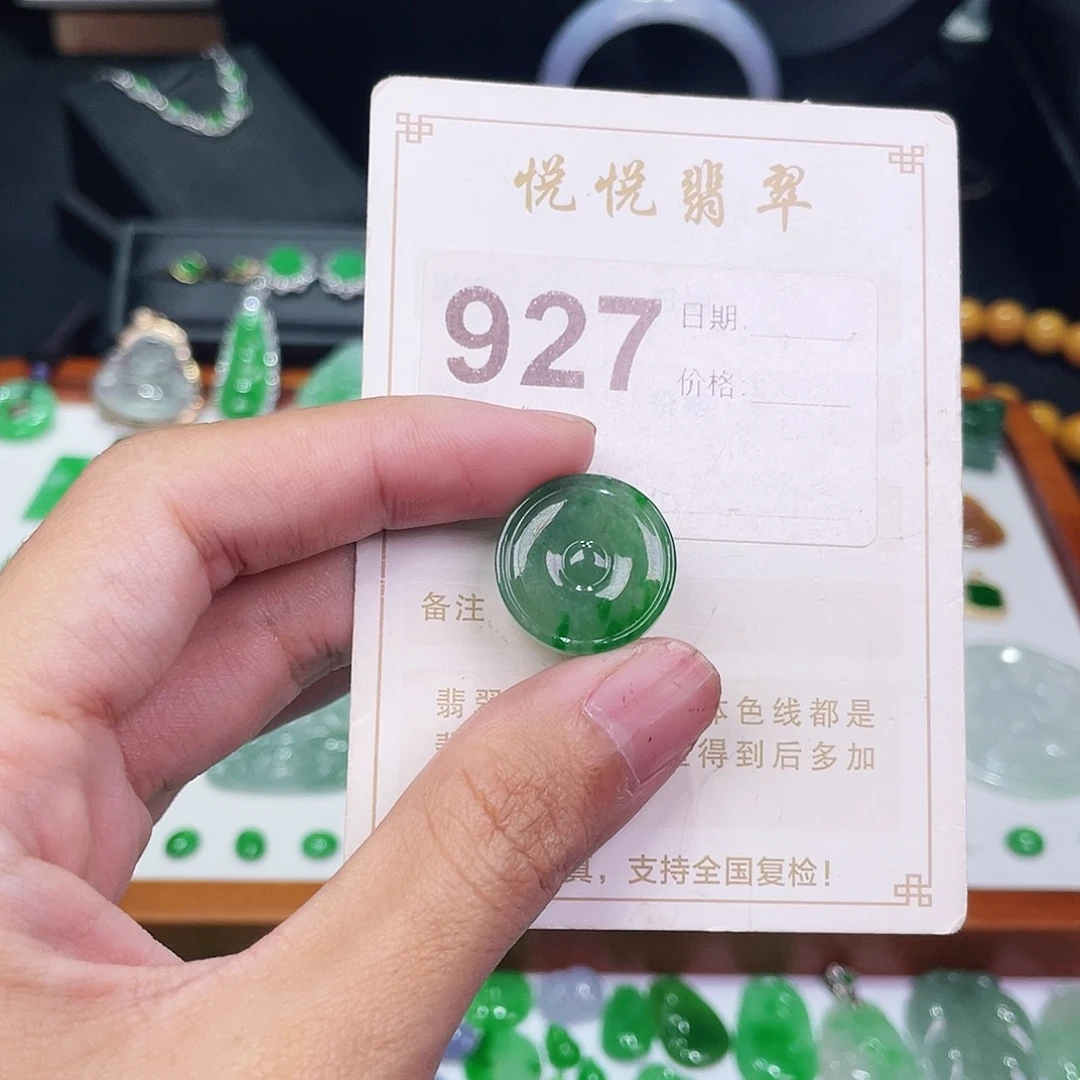 悦悦翡翠
927
日期:
价格:
备注
翡翠 色线都是
得到后多加
真，支持全国复检！